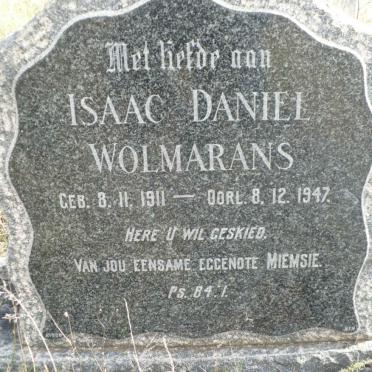 Met liefde aan
ISAAC DANIEL
WOLMARANS
GEB. 8. 11. 1911 — OORL. 8. 12. 1947.
HERE U WIL GESKIED.
VAN JOU EENSAME EGGENOTE MIEMSIE.
Ps. 84.1.